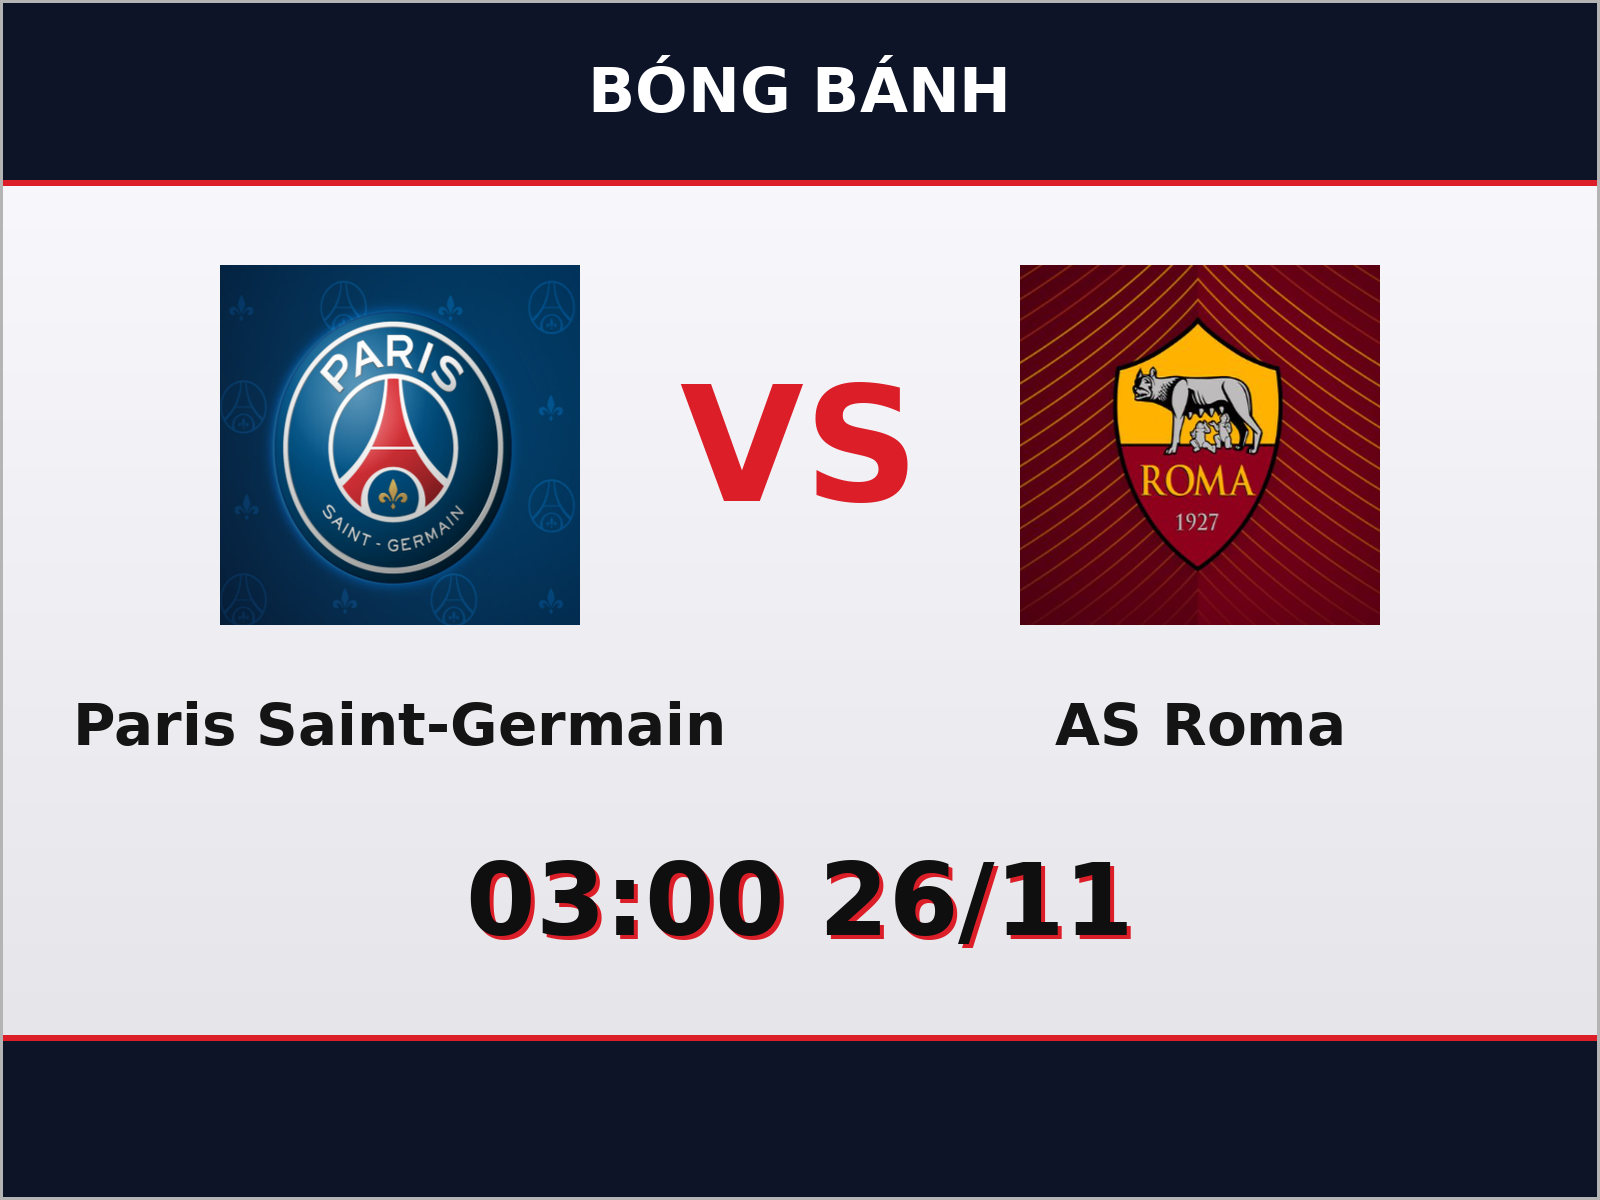 BÓNG BÁNH
PARIS
SAINT - GERMAIN
VS
ROMA
1927
Paris Saint-Germain
AS Roma
03:00 26/11